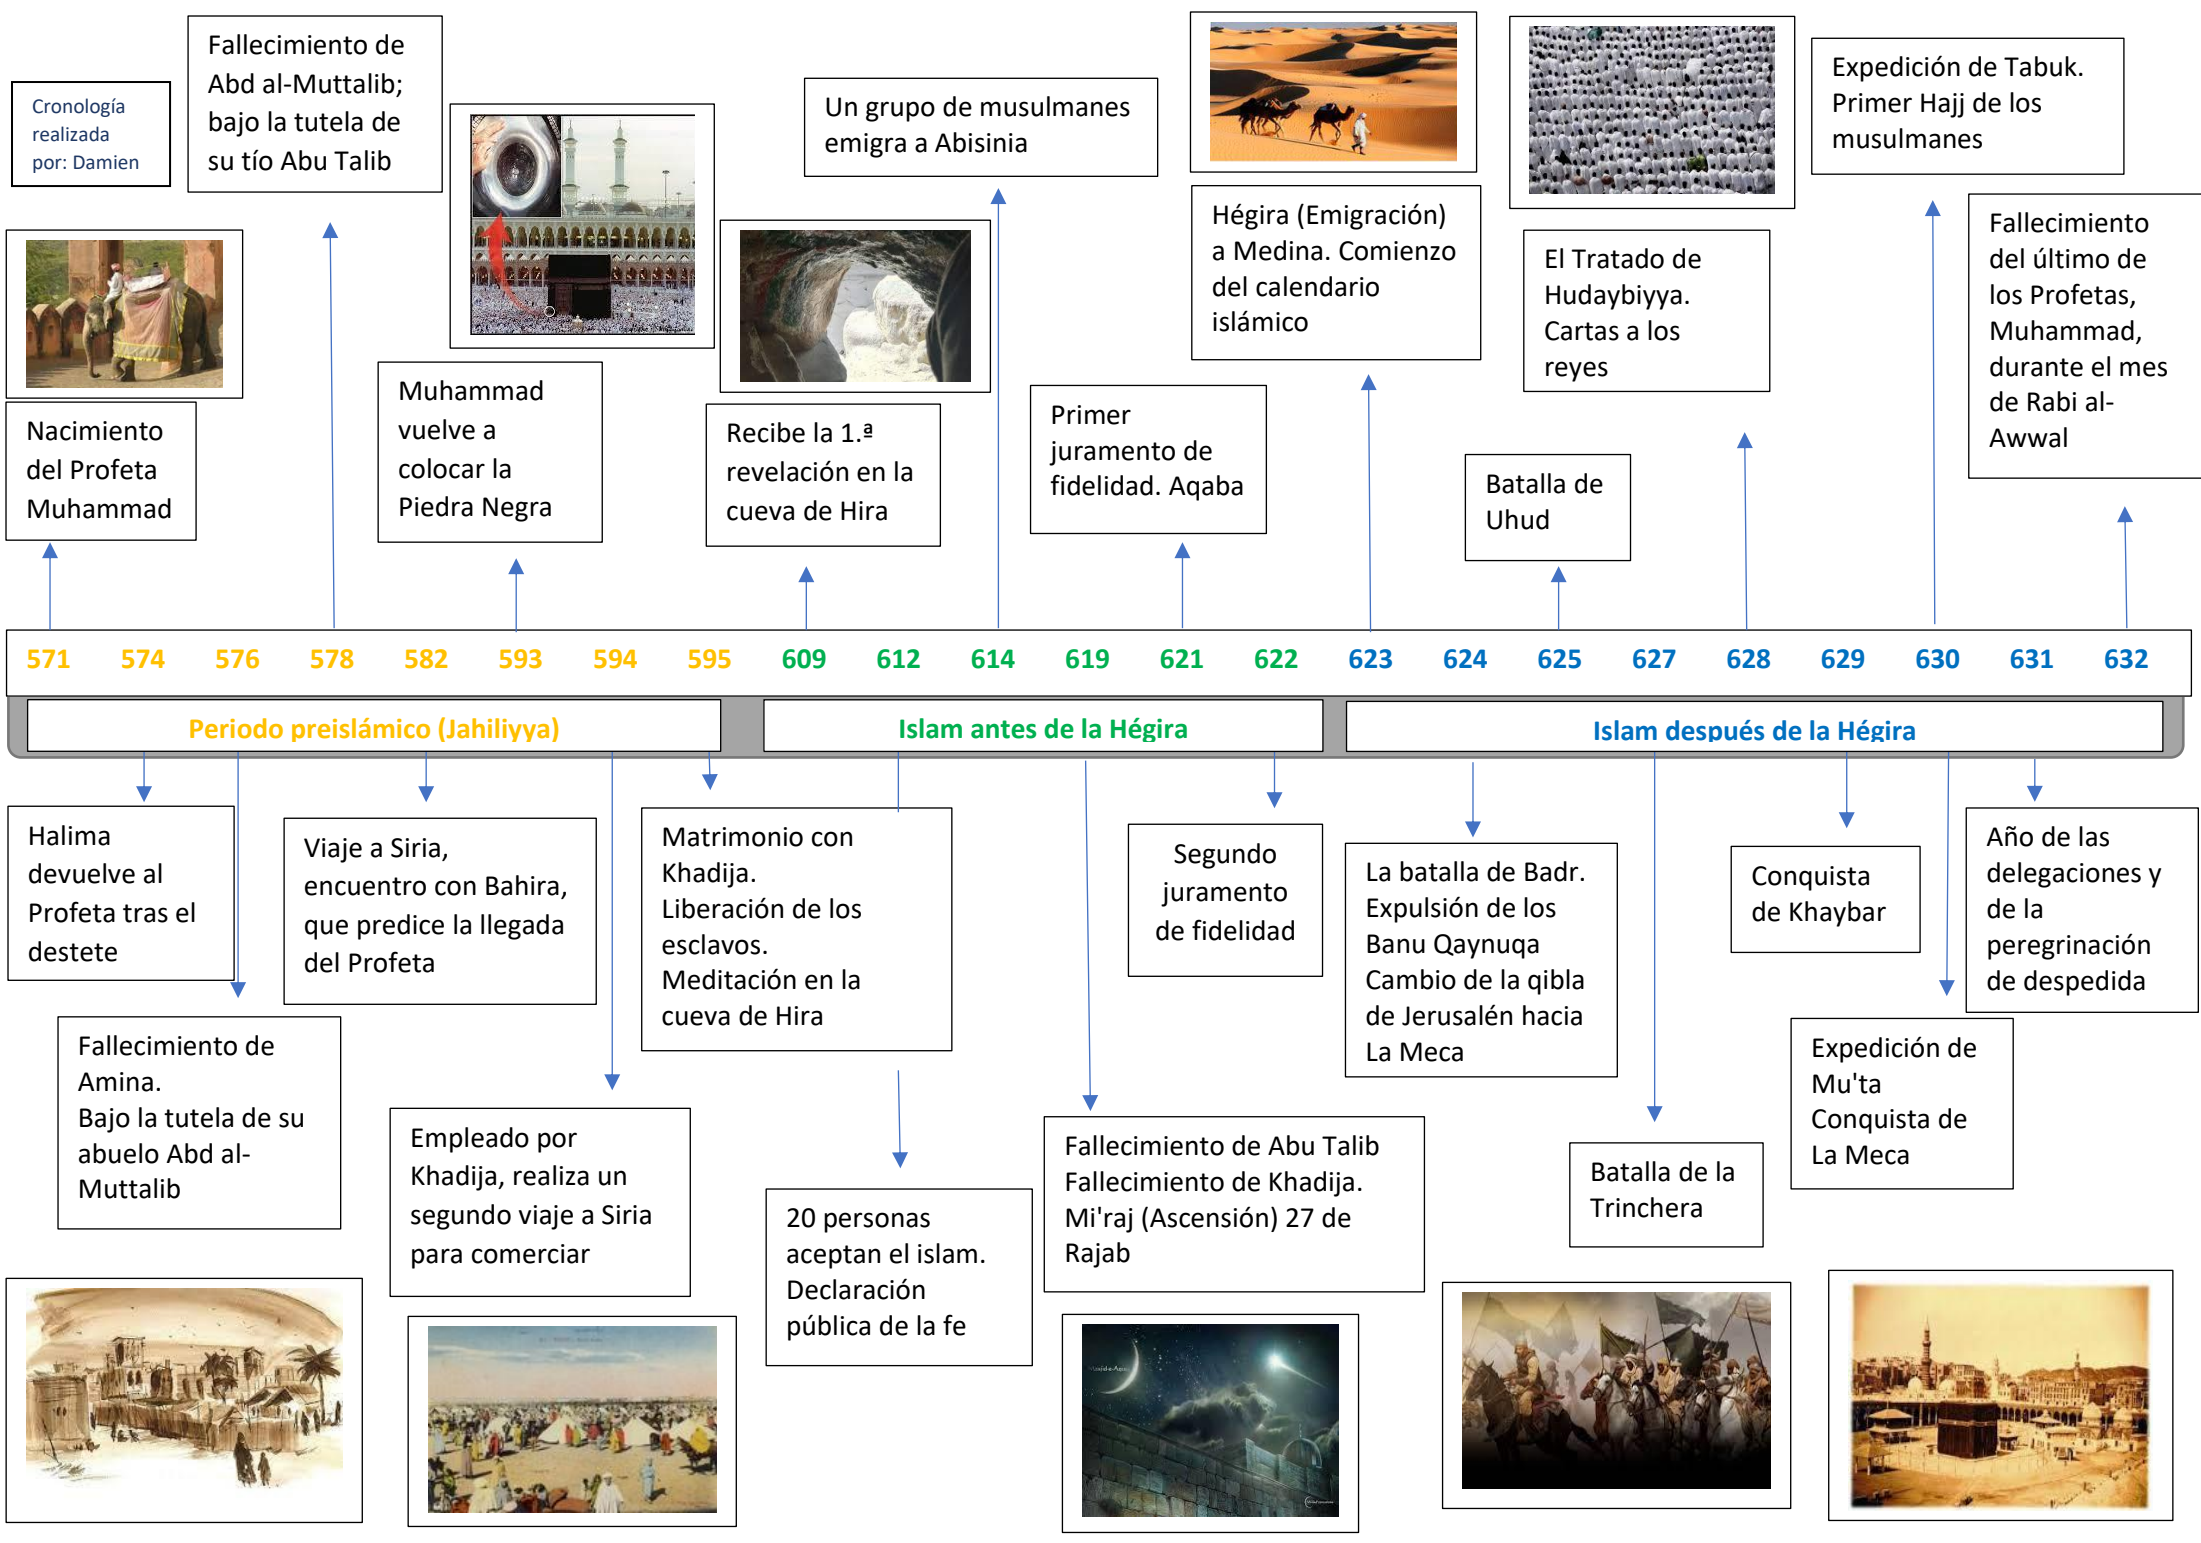 Cronología
realizada
por: Damien
Fallecimiento de
Abd al-Muttalib;
bajo la tutela de
su tío Abu Talib
Un grupo de musulmanes
emigra a Abisinia
Expedición de Tabuk.
Primer Hajj de los
musulmanes
Nacimiento
del Profeta
Muhammad
Muhammad
vuelve a
colocar la
Piedra Negra
Recibe la 1.ª
revelación en la
cueva de Hira
Primer
juramento de
fidelidad. Aqaba
Hégira (Emigración)
a Medina. Comienzo
del calendario
islámico
Batalla de
Uhud
El Tratado de
Hudaybiyya.
Cartas a los
reyes
Fallecimiento
del último de
los Profetas,
Muhammad,
durante el mes
de Rabi al-
Awwal
571 574 576 578 582 593 594 595 609 612 614 619 621 622 623 624 625 627 628 629 630 631 632
Periodo preislámico (Jahiliyya)
Islam antes de la Hégira
Islam después de la Hégira
Halima
devuelve al
Profeta tras el
destete
Fallecimiento de
Amina.
Bajo la tutela de su
abuelo Abd al-
Muttalib
Viaje a Siria,
encuentro con Bahira,
que predice la llegada
del Profeta
Empleado por
Khadija, realiza un
segundo viaje a Siria
para comerciar
Matrimonio con
Khadija.
Liberación de los
esclavos.
Meditación en la
cueva de Hira
20 personas
aceptan el islam.
Declaración
pública de la fe
Fallecimiento de Abu Talib
Fallecimiento de Khadija.
Mi'raj (Ascensión) 27 de
Rajab
Segundo
juramento
de fidelidad
La batalla de Badr.
Expulsión de los
Banu Qaynuqa
Cambio de la qibla
de Jerusalén hacia
La Meca
Batalla de la
Trinchera
Conquista
de Khaybar
Expedición de
Mu'ta
Conquista de
La Meca
Año de las
delegaciones y
de la
peregrinación
de despedida